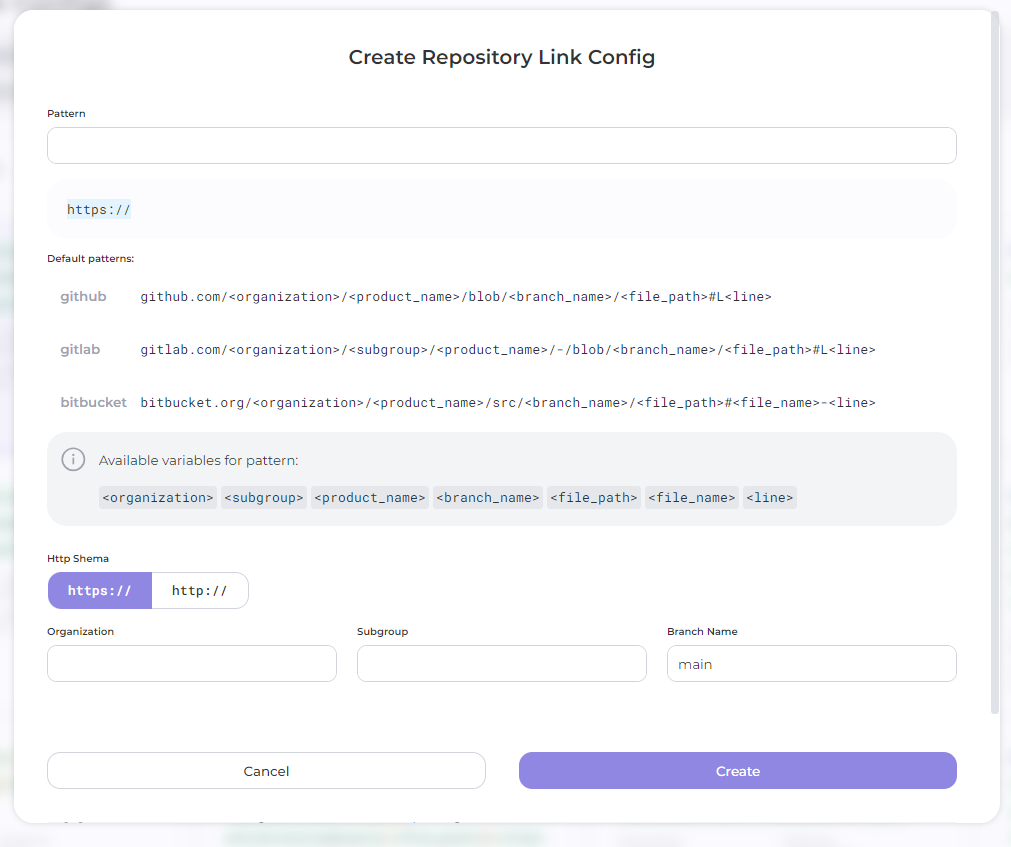 Create Repository Link Config
Pattern
https://
Default patterns:
github github.com/<organization>/<product_name>/blob/<branch_name>/<file_path>#L<line>
gitlab gitlab.com/<organization>/<subgroup>/<product_name>/-/blob/<branch_name>/<file_path>#L<line>
bitbucket bitbucket.org/<organization>/<product_name>/src/<branch_name>/<file_path>#<file_name>-<line>
Available variables for pattern:
<organization> <subgroup> <product_name> <branch_name> <file_path> <file_name> <line>
Http Shema
https:// http://
Organization Subgroup Branch Name
main
Cancel Create